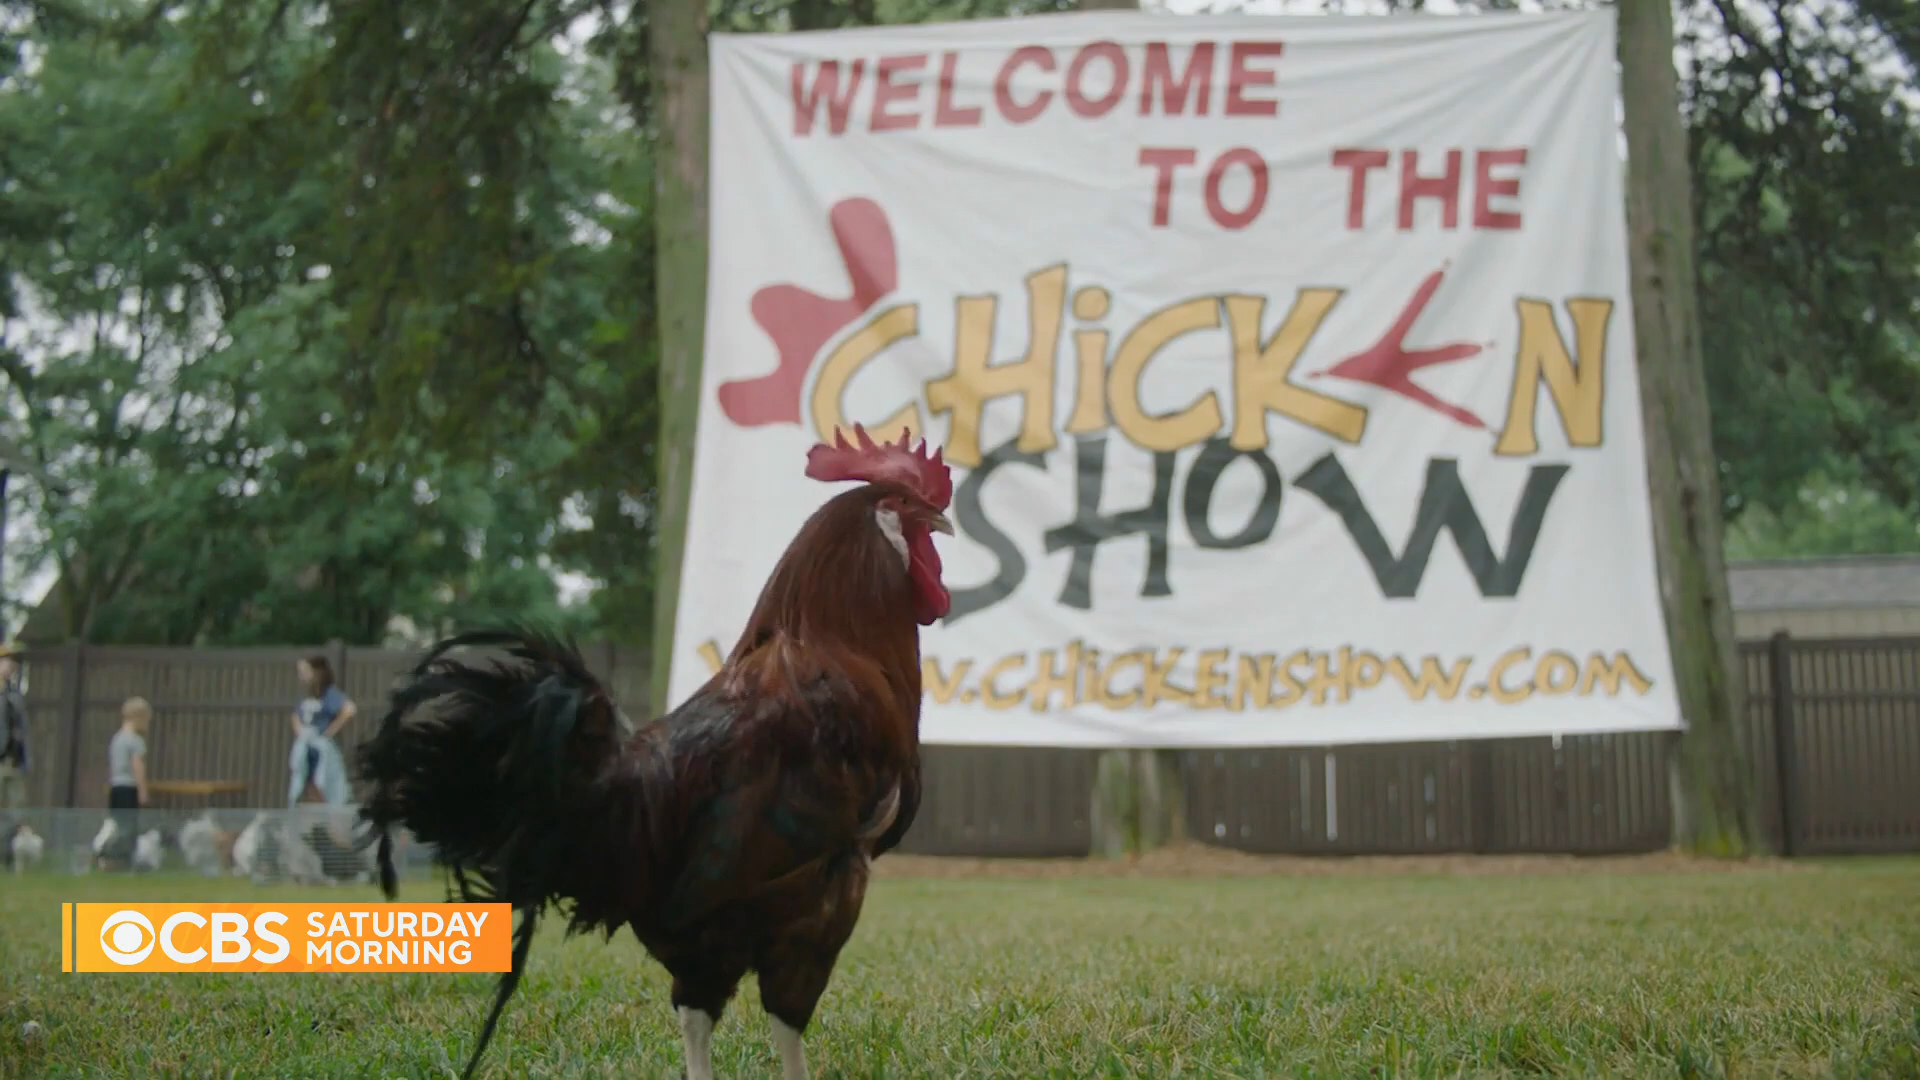 WELCOME
TO THE
CHiCKEN
SHOW
W.CHiCKENSHOW.COM
CBS SATURDAY
MORNING